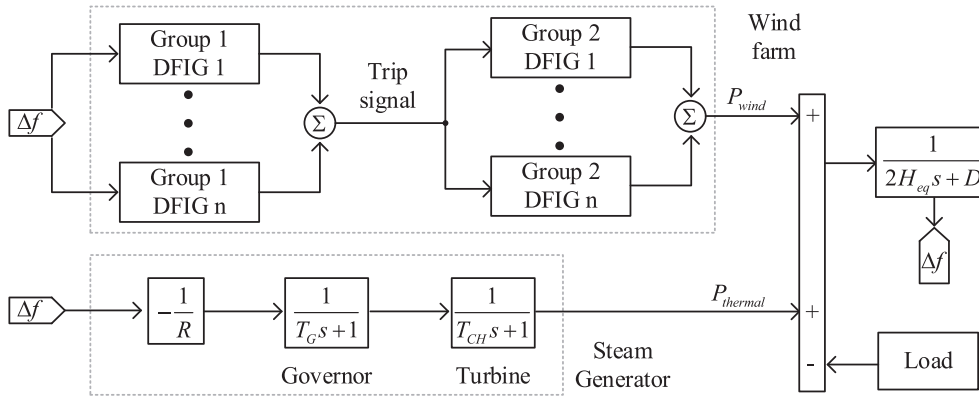 Group 1
DFIG 1
Group 1
DFIG n
Δf
Σ
Trip
signal
Group 2
DFIG 1
Group 2
DFIG n
Σ
Wind
farm
P_wind
+
1
2H_eq s + D
Δf
Δf
-1
R
1
T_G s + 1
Governor
1
T_CH s + 1
Turbine
Steam
Generator
P_thermal
+
-
Load